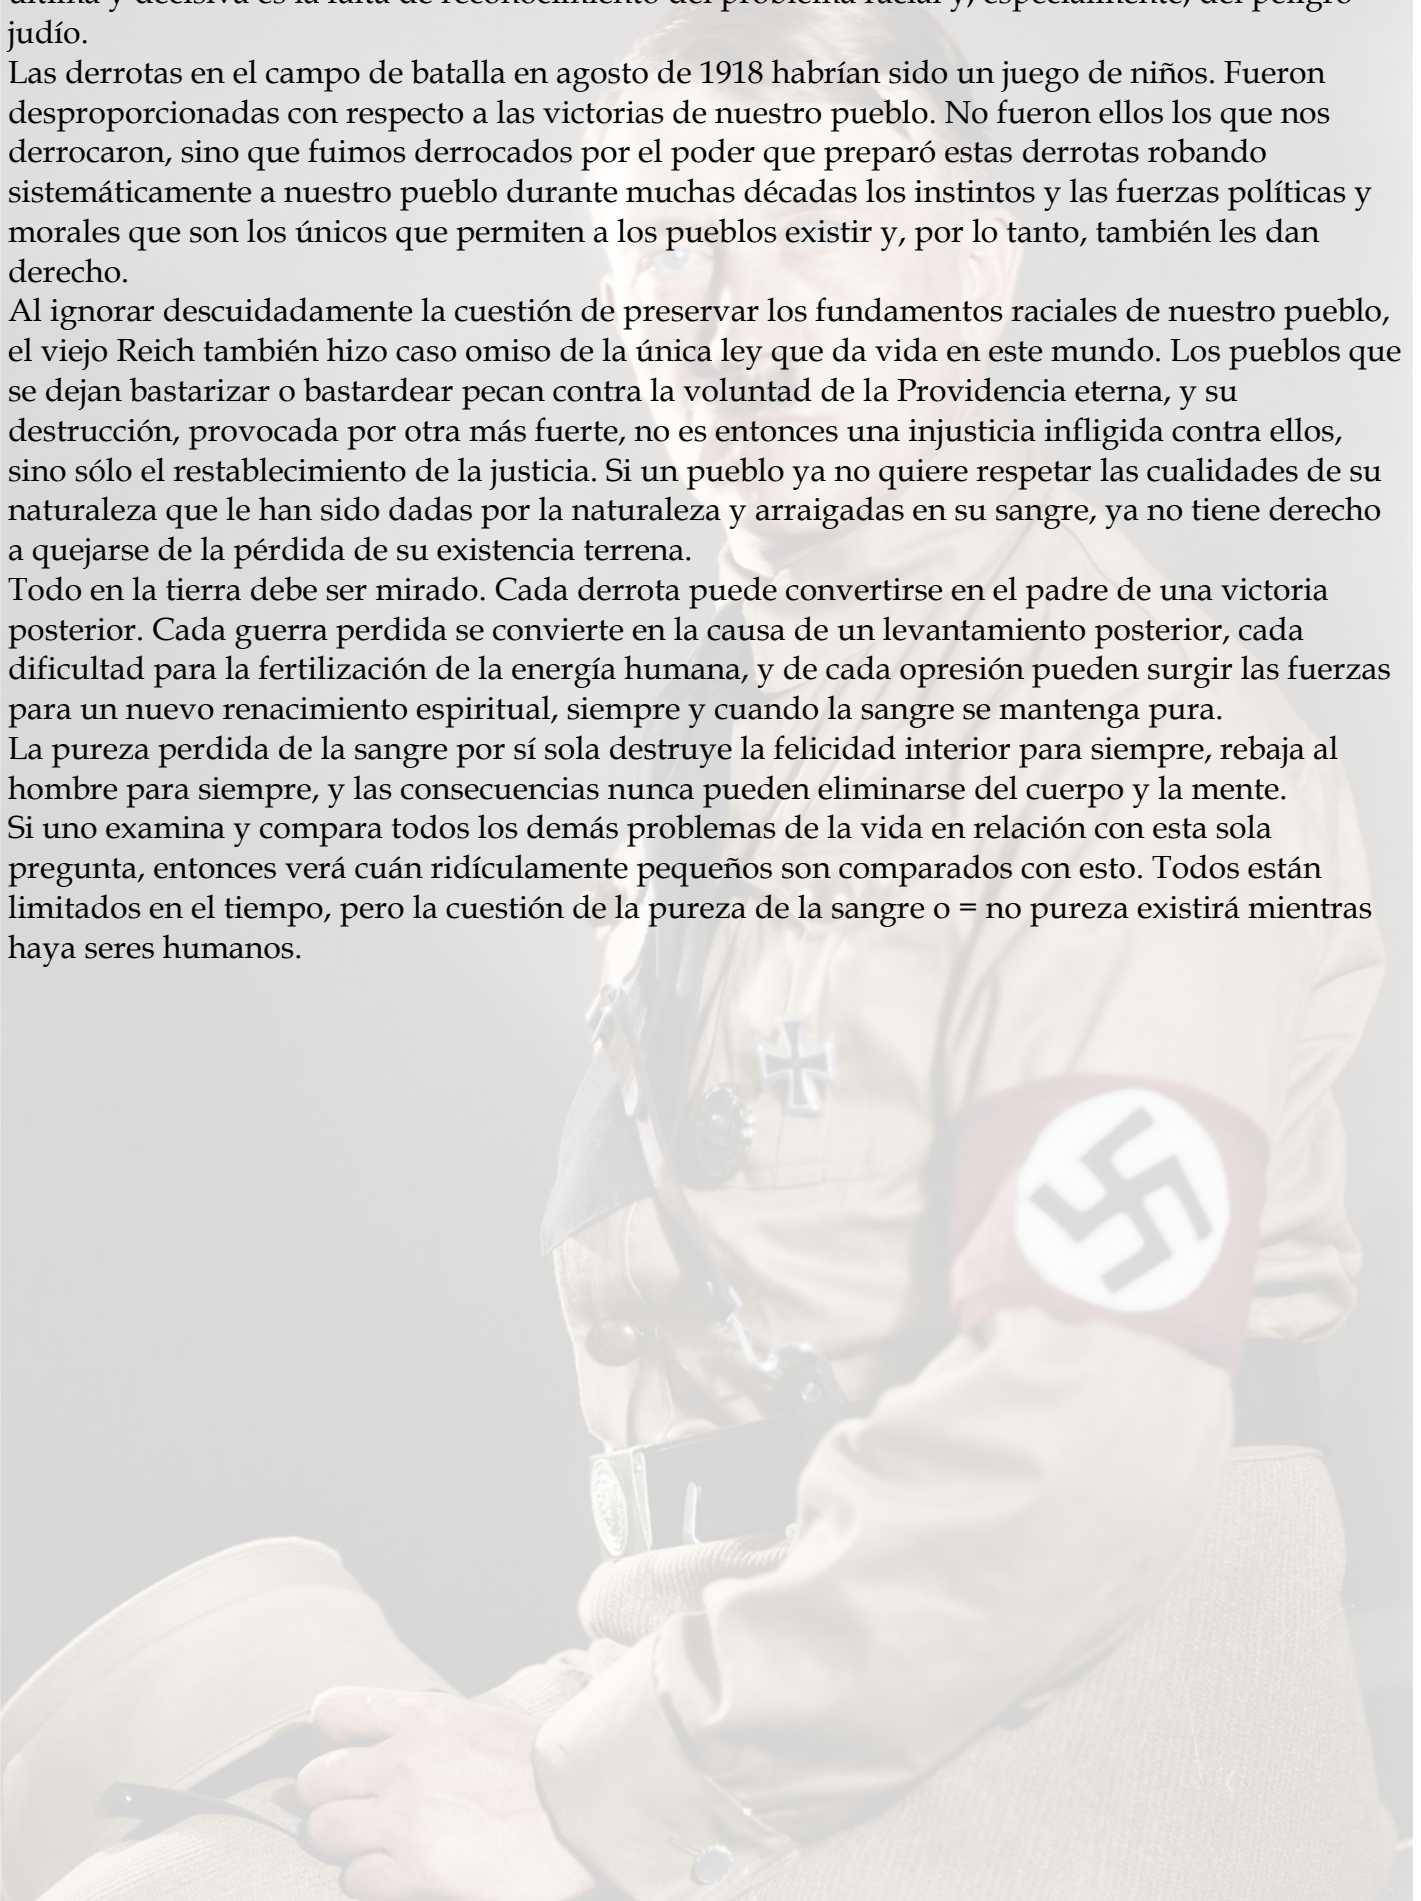 última y decisiva es la falta de reconocimiento del problema racial y, especialmente, del peligro
judío.
Las derrotas en el campo de batalla en agosto de 1918 habrían sido un juego de niños. Fueron
desproporcionadas con respecto a las victorias de nuestro pueblo. No fueron ellos los que nos
derrocaron, sino que fuimos derrocados por el poder que preparó estas derrotas robando
sistemáticamente a nuestro pueblo durante muchas décadas los instintos y las fuerzas políticas y
morales que son los únicos que permiten a los pueblos existir y, por lo tanto, también les dan
derecho.
Al ignorar descuidadamente la cuestión de preservar los fundamentos raciales de nuestro pueblo,
el viejo Reich también hizo caso omiso de la única ley que da vida en este mundo. Los pueblos que
se dejan bastarizar o bastardear pecan contra la voluntad de la Providencia eterna, y su
destrucción, provocada por otra más fuerte, no es entonces una injusticia infligida contra ellos,
sino sólo el restablecimiento de la justicia. Si un pueblo ya no quiere respetar las cualidades de su
naturaleza que le han sido dadas por la naturaleza y arraigadas en su sangre, ya no tiene derecho
a quejarse de la pérdida de su existencia terrena.
Todo en la tierra debe ser mirado. Cada derrota puede convertirse en el padre de una victoria
posterior. Cada guerra perdida se convierte en la causa de un levantamiento posterior, cada
dificultad para la fertilización de la energía humana, y de cada opresión pueden surgir las fuerzas
para un nuevo renacimiento espiritual, siempre y cuando la sangre se mantenga pura.
La pureza perdida de la sangre por sí sola destruye la felicidad interior para siempre, rebaja al
hombre para siempre, y las consecuencias nunca pueden eliminarse del cuerpo y la mente.
Si uno examina y compara todos los demás problemas de la vida en relación con esta sola
pregunta, entonces verá cuán ridículamente pequeños son comparados con esto. Todos están
limitados en el tiempo, pero la cuestión de la pureza de la sangre o = no pureza existirá mientras
haya seres humanos.